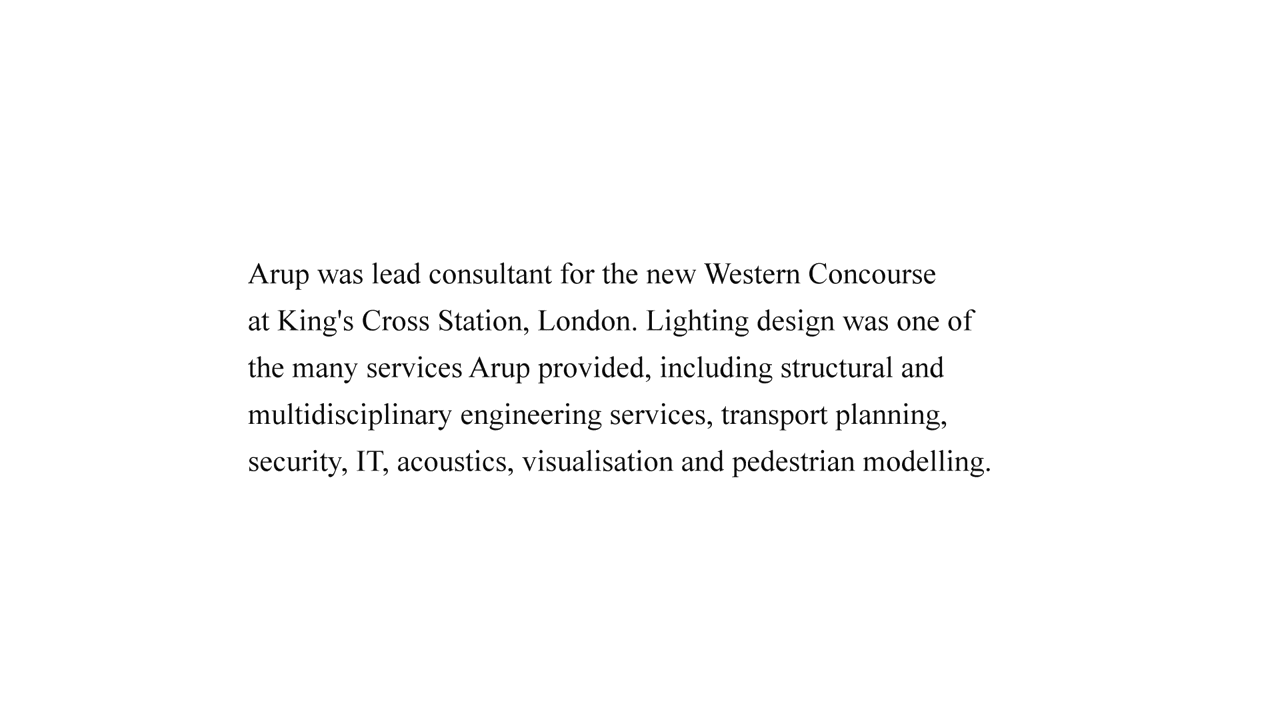 Arup was lead consultant for the new Western Concourse
at King's Cross Station, London. Lighting design was one of
the many services Arup provided, including structural and
multidisciplinary engineering services, transport planning,
security, IT, acoustics, visualisation and pedestrian modelling.